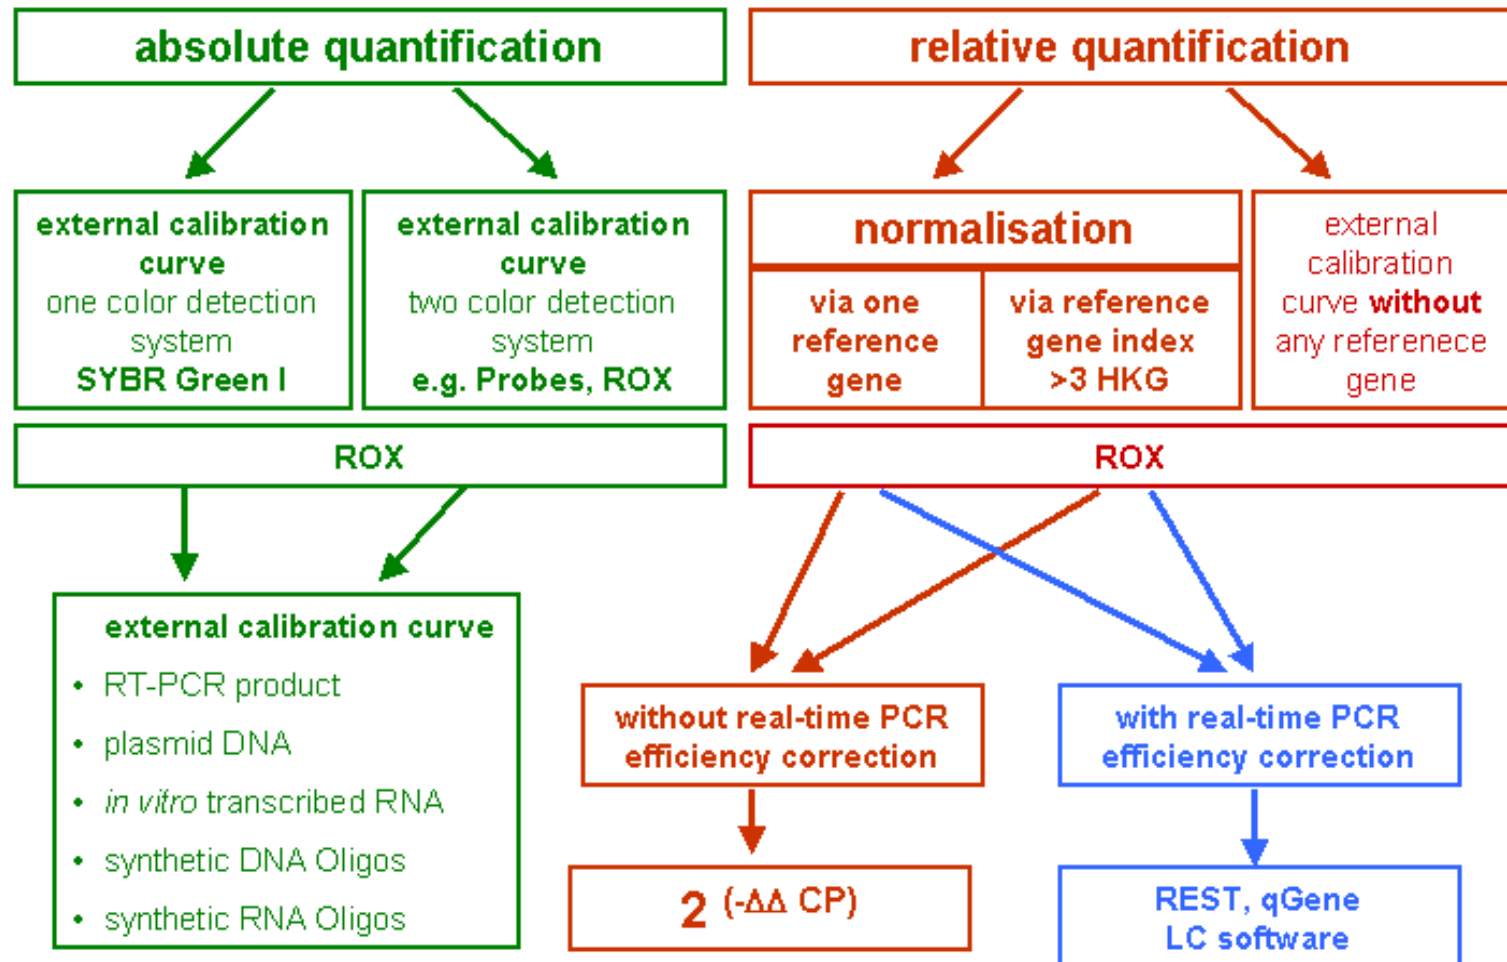 absolute quantification
relative quantification
external calibration
curve
one color detection
system
SYBR Green I
external calibration
curve
two color detection
system
e.g. Probes, ROX
normalisation
via one
reference
gene
via reference
gene index
>3 HKG
external
calibration
curve without
any referenece
gene
ROX
ROX
external calibration curve
• RT-PCR product
• plasmid DNA
• in vitro transcribed RNA
• synthetic DNA Oligos
• synthetic RNA Oligos
without real-time PCR
efficiency correction
with real-time PCR
efficiency correction
2 (-ΔΔ CP)
REST, qGene
LC software